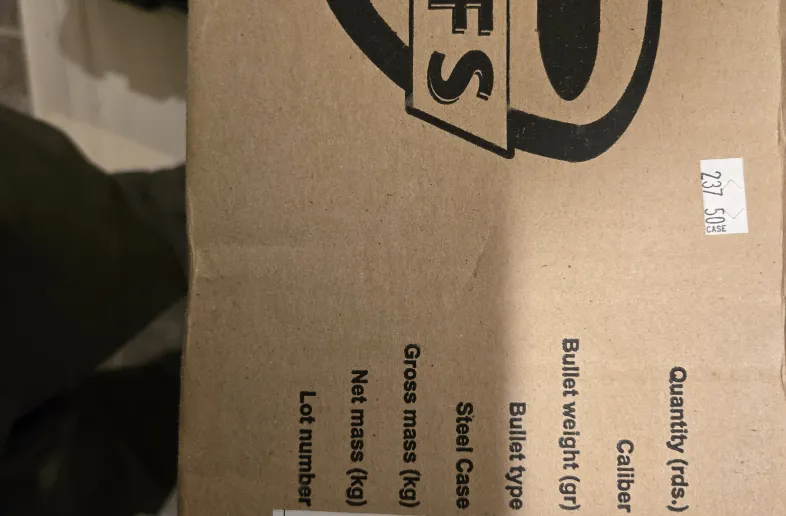 FS
237 50
CASE
Quantity (rds.)
Caliber
Bullet weight (gr)
Bullet type
Steel Case
Gross mass (kg)
Net mass (kg)
Lot number